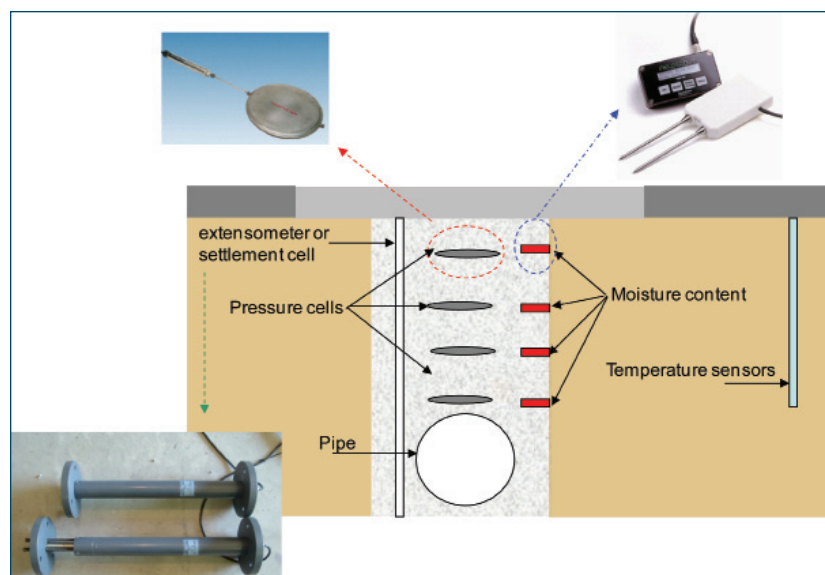 extensometer or
settlement cell
Pressure cells
Moisture content
Temperature sensors
Pipe